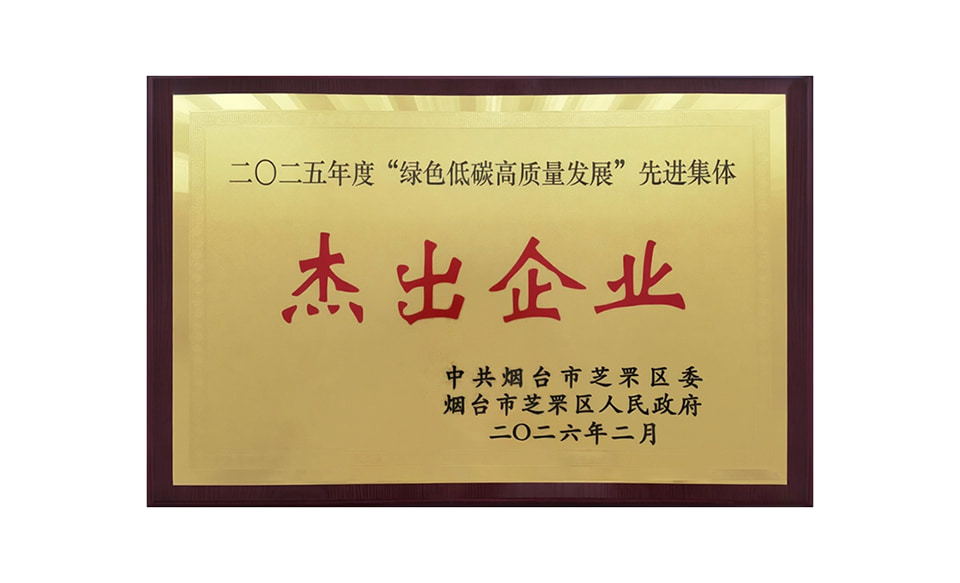 二〇二五年度“绿色低碳高质量发展”先进集体
杰出企业
中共烟台市芝罘区委
烟台市芝罘区人民政府
二〇二六年二月